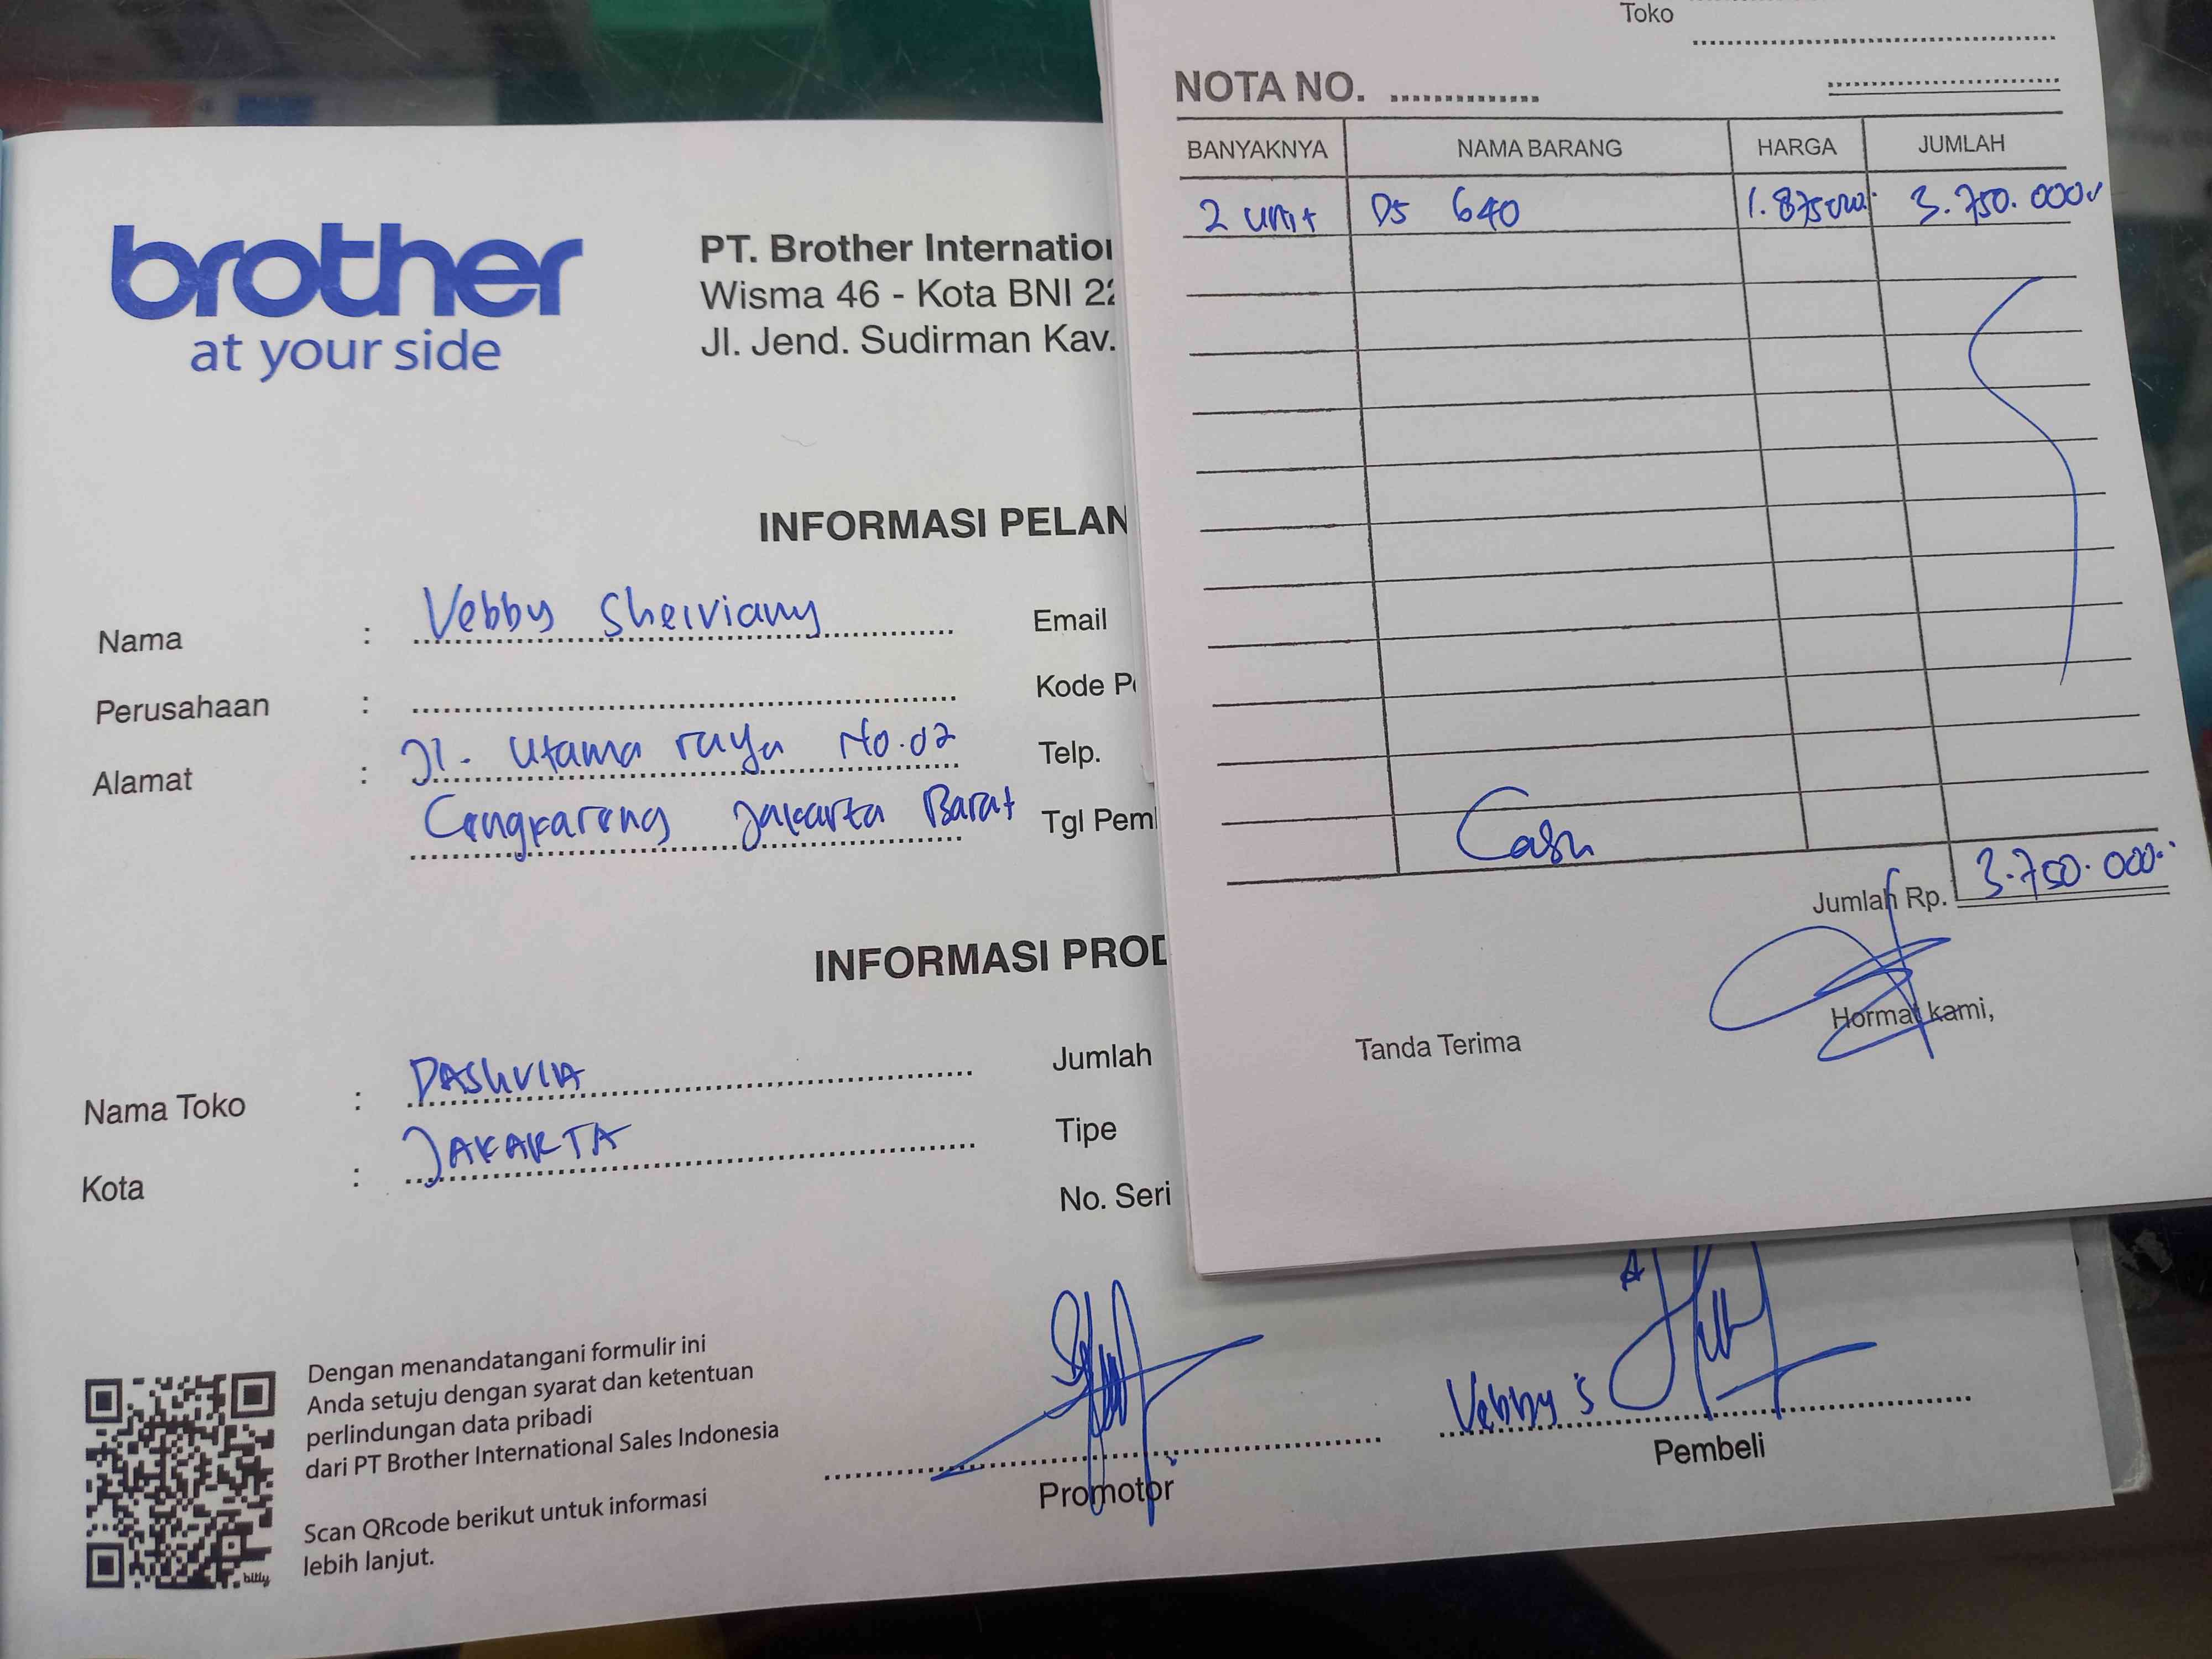 brother
at your side
PT. Brother Internation
Wisma 46 - Kota BNI 22
Jl. Jend. Sudirman Kav.
INFORMASI PELAN
Nama : Vebby Sheiviany
Perusahaan :
Alamat : Jl. Utama raya No.02
Cengkareng Jakarta Barat
Email
Kode P
Telp.
Tgl Pem
INFORMASI PROD
Nama Toko : DASHVIA
Kota : JAKARTA
Jumlah
Tipe
No. Seri
Dengan menandatangani formulir ini
Anda setuju dengan syarat dan ketentuan
perlindungan data pribadi
dari PT Brother International Sales Indonesia
Scan QRcode berikut untuk informasi
lebih lanjut.
bitly
Promotor
Vebby S
Pembeli
Toko
NOTA NO.
BANYAKNYA NAMA BARANG HARGA JUMLAH
2 unit DS 640 1.875000 3.750.000
Cash
Jumlah Rp. 3.750.000
Tanda Terima
Hormat kami,